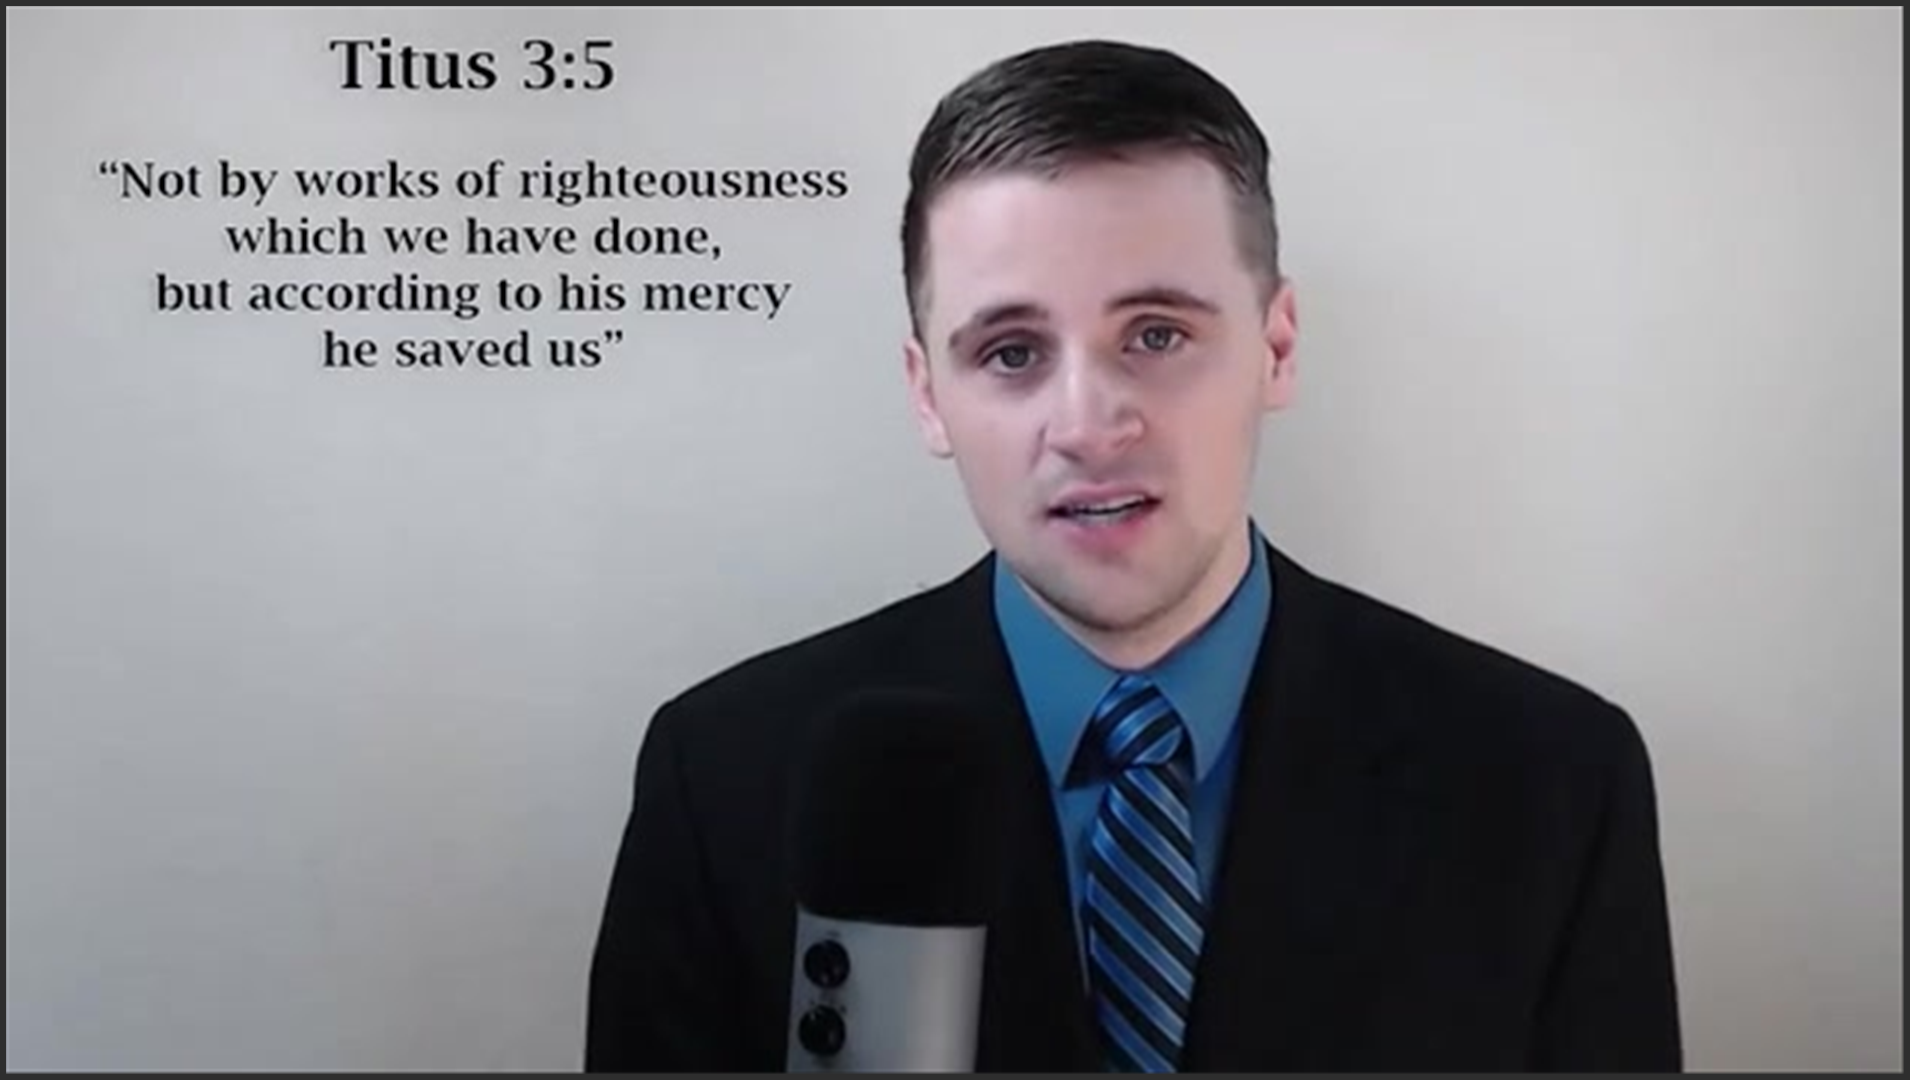 Titus 3:5
“Not by works of righteousness
which we have done,
but according to his mercy
he saved us”